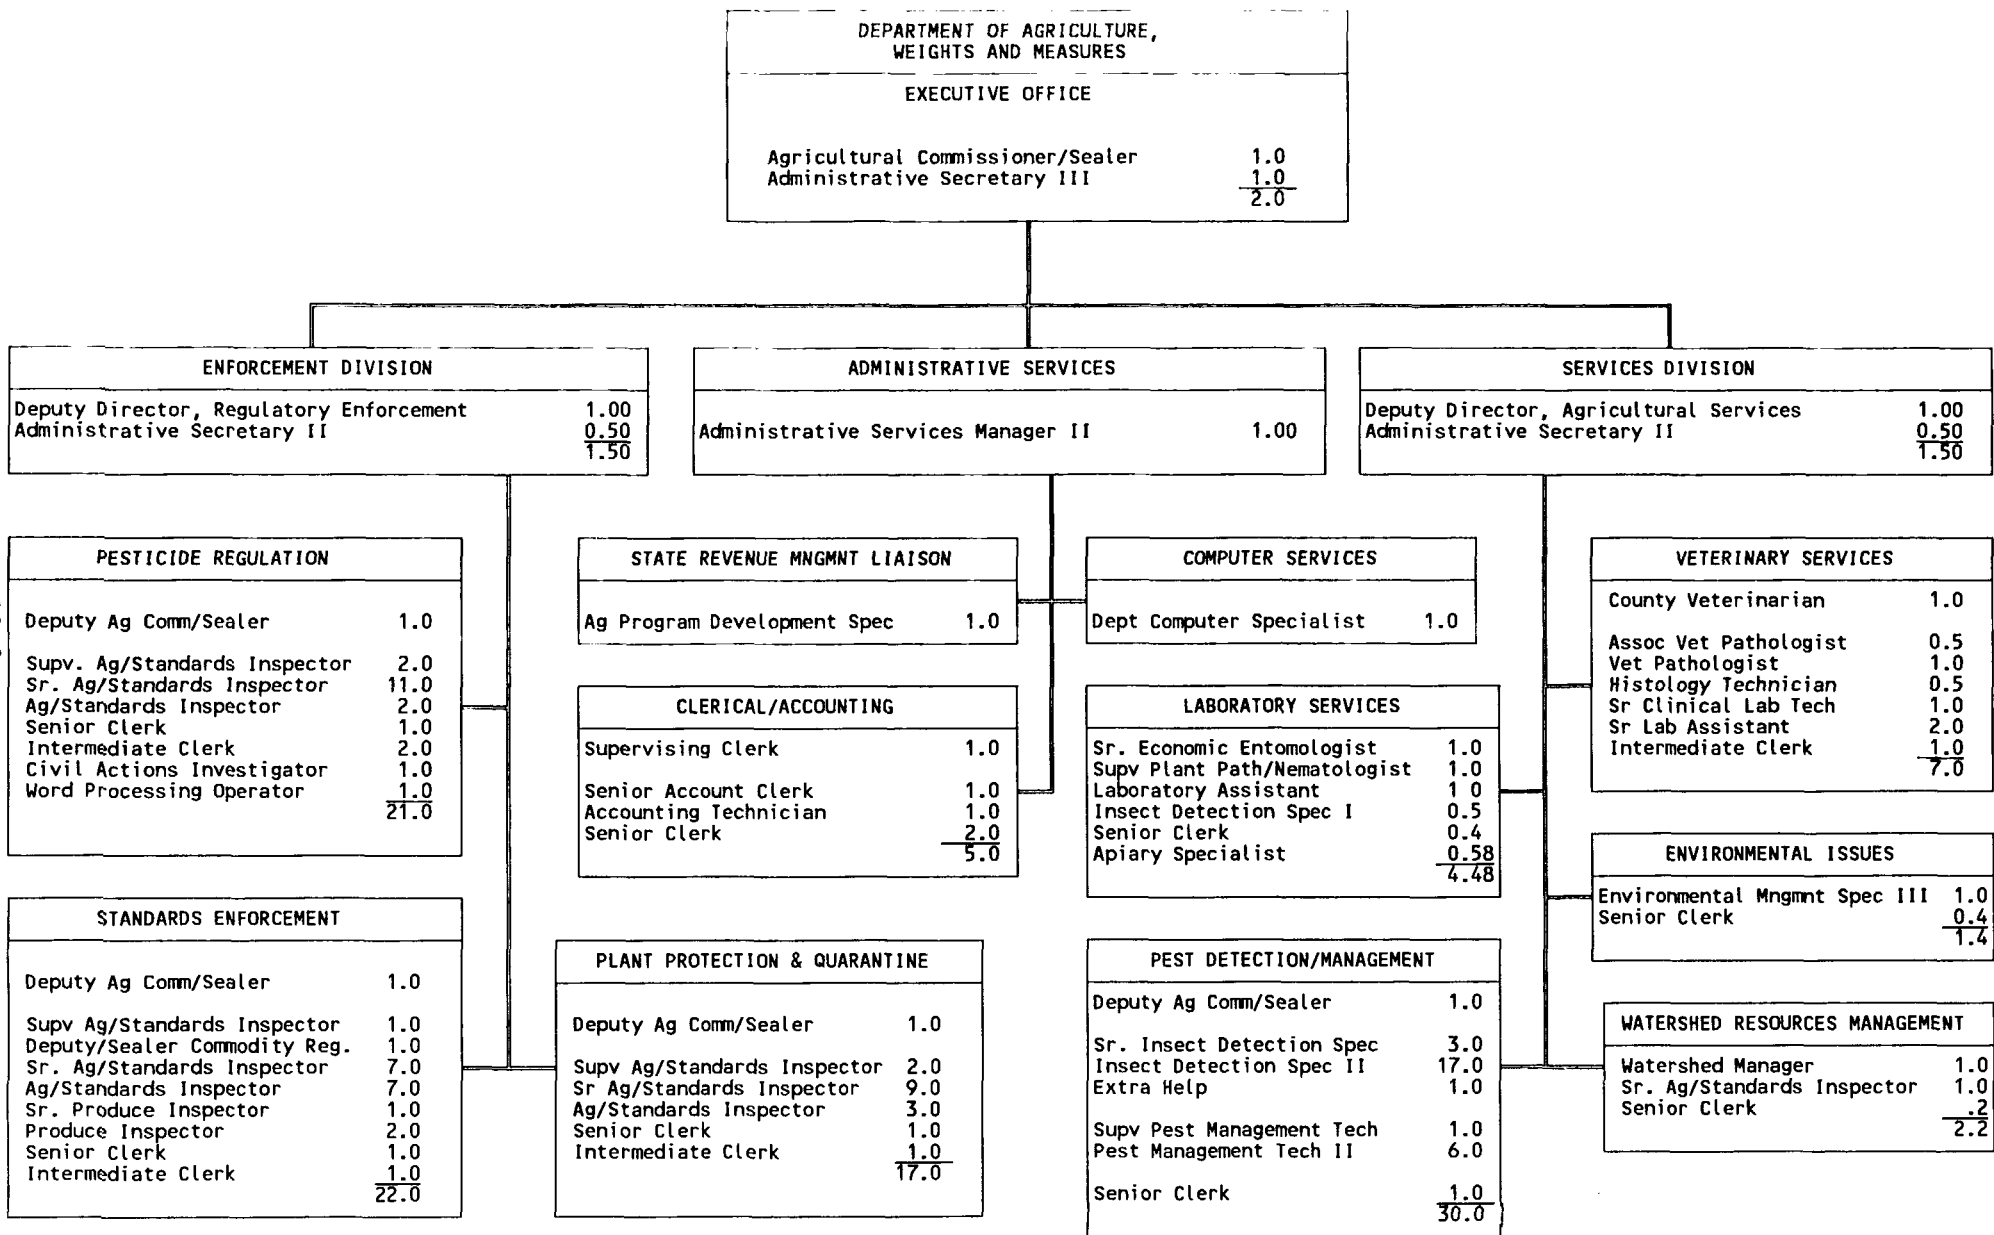 DEPARTMENT OF AGRICULTURE,
WEIGHTS AND MEASURES
EXECUTIVE OFFICE
Agricultural Commissioner/Sealer 1.0
Administrative Secretary III 1.0
2.0
ENFORCEMENT DIVISION
Deputy Director, Regulatory Enforcement 1.00
Administrative Secretary II 0.50
1.50
ADMINISTRATIVE SERVICES
Administrative Services Manager II 1.00
SERVICES DIVISION
Deputy Director, Agricultural Services 1.00
Administrative Secretary II 0.50
1.50
PESTICIDE REGULATION
Deputy Ag Comm/Sealer 1.0
Supv. Ag/Standards Inspector 2.0
Sr. Ag/Standards Inspector 11.0
Ag/Standards Inspector 2.0
Senior Clerk 1.0
Intermediate Clerk 2.0
Civil Actions Investigator 1.0
Word Processing Operator 1.0
21.0
STATE REVENUE MNGMNT LIAISON
Ag Program Development Spec 1.0
COMPUTER SERVICES
Dept Computer Specialist 1.0
VETERINARY SERVICES
County Veterinarian 1.0
Assoc Vet Pathologist 0.5
Vet Pathologist 1.0
Histology Technician 0.5
Sr Clinical Lab Tech 1.0
Sr Lab Assistant 2.0
Intermediate Clerk 1.0
7.0
CLERICAL/ACCOUNTING
Supervising Clerk 1.0
Senior Account Clerk 1.0
Accounting Technician 1.0
Senior Clerk 2.0
5.0
LABORATORY SERVICES
Sr. Economic Entomologist 1.0
Supv Plant Path/Nematologist 1.0
Laboratory Assistant 1 0
Insect Detection Spec I 0.5
Senior Clerk 0.4
Apiary Specialist 0.58
4.48
ENVIRONMENTAL ISSUES
Environmental Mngmnt Spec III 1.0
Senior Clerk 0.4
1.4
STANDARDS ENFORCEMENT
Deputy Ag Comm/Sealer 1.0
Supv Ag/Standards Inspector 1.0
Deputy/Sealer Commodity Reg. 1.0
Sr. Ag/Standards Inspector 7.0
Ag/Standards Inspector 7.0
Sr. Produce Inspector 1.0
Produce Inspector 2.0
Senior Clerk 1.0
Intermediate Clerk 1.0
22.0
PLANT PROTECTION & QUARANTINE
Deputy Ag Comm/Sealer 1.0
Supv Ag/Standards Inspector 2.0
Sr Ag/Standards Inspector 9.0
Ag/Standards Inspector 3.0
Senior Clerk 1.0
Intermediate Clerk 1.0
17.0
PEST DETECTION/MANAGEMENT
Deputy Ag Comm/Sealer 1.0
Sr. Insect Detection Spec 3.0
Insect Detection Spec II 17.0
Extra Help 1.0
Supv Pest Management Tech 1.0
Pest Management Tech II 6.0
Senior Clerk 1.0
30.0
WATERSHED RESOURCES MANAGEMENT
Watershed Manager 1.0
Sr. Ag/Standards Inspector 1.0
Senior Clerk .2
2.2